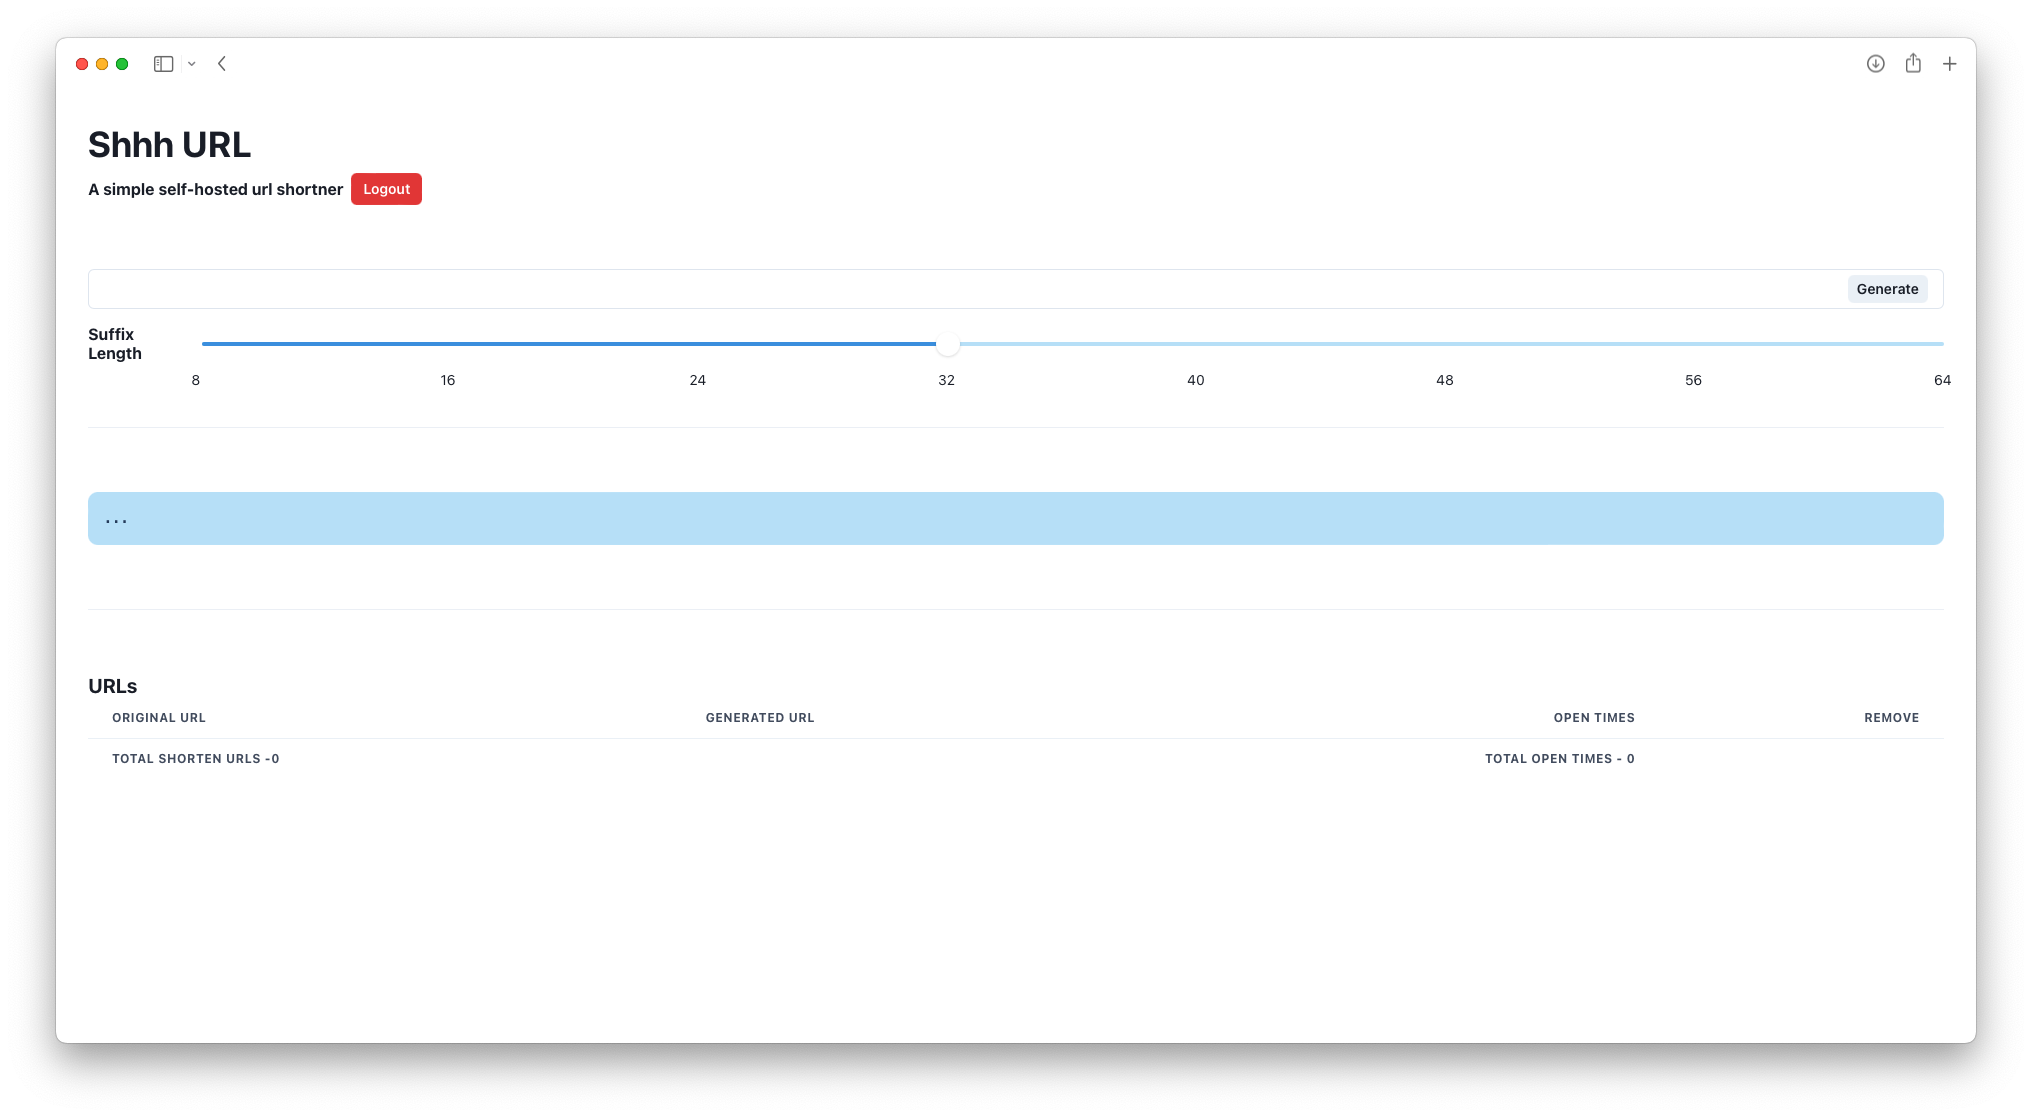 Shhh URL
A simple self-hosted url shortner Logout
Generate
Suffix
Length
8 16 24 32 40 48 56 64
...
URLs
ORIGINAL URL GENERATED URL OPEN TIMES REMOVE
TOTAL SHORTEN URLS -0 TOTAL OPEN TIMES - 0